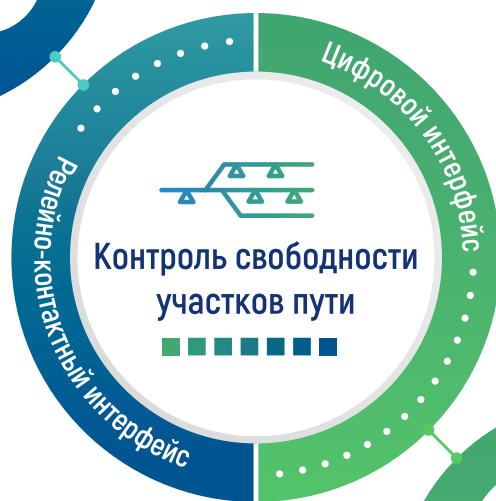 Цифровой интерфейс
Релейно-контактный интерфейс
Контроль свободности
участков пути